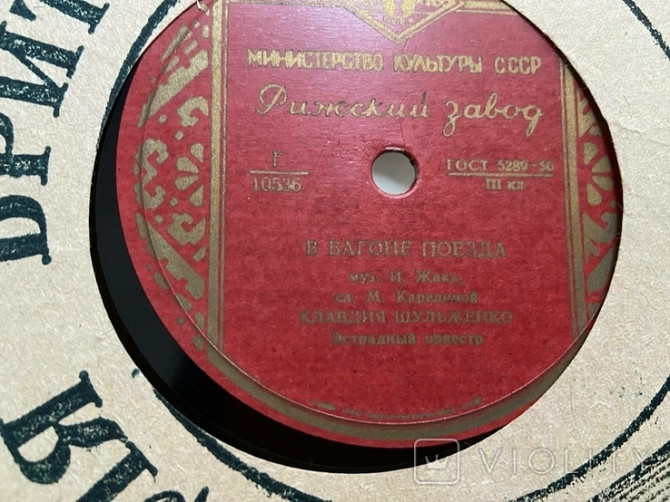 МИНИСТЕРСТВО КУЛЬТУРЫ СССР
Рижский завод
Г
10536
ГОСТ 5289-50
III кл
В ВАГОНЕ ПОЕЗДА
муз. И. Жака
сл. М. Карелиной
КЛАВДИЯ ШУЛЬЖЕНКО
Эстрадный оркестр
VIOLITY